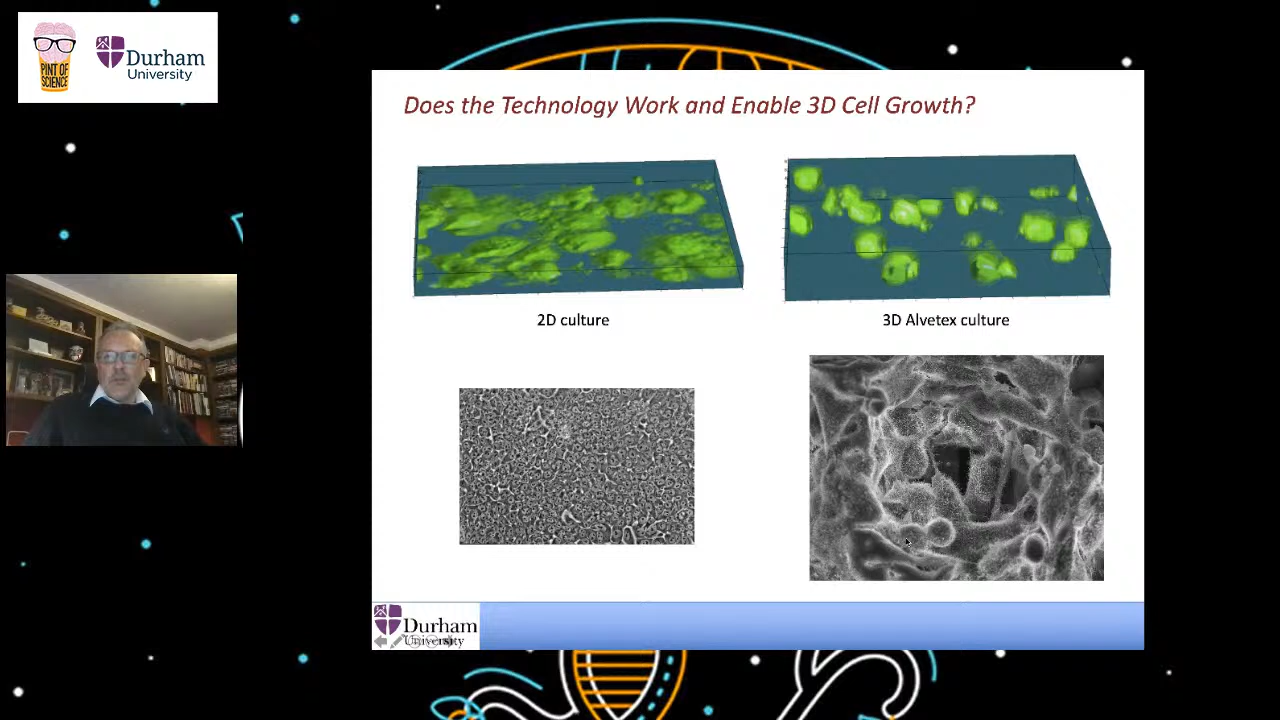 PINT OF
SCIENCE
Durham
University
Does the Technology Work and Enable 3D Cell Growth?
2D culture
3D Alvetex culture
Durham
University